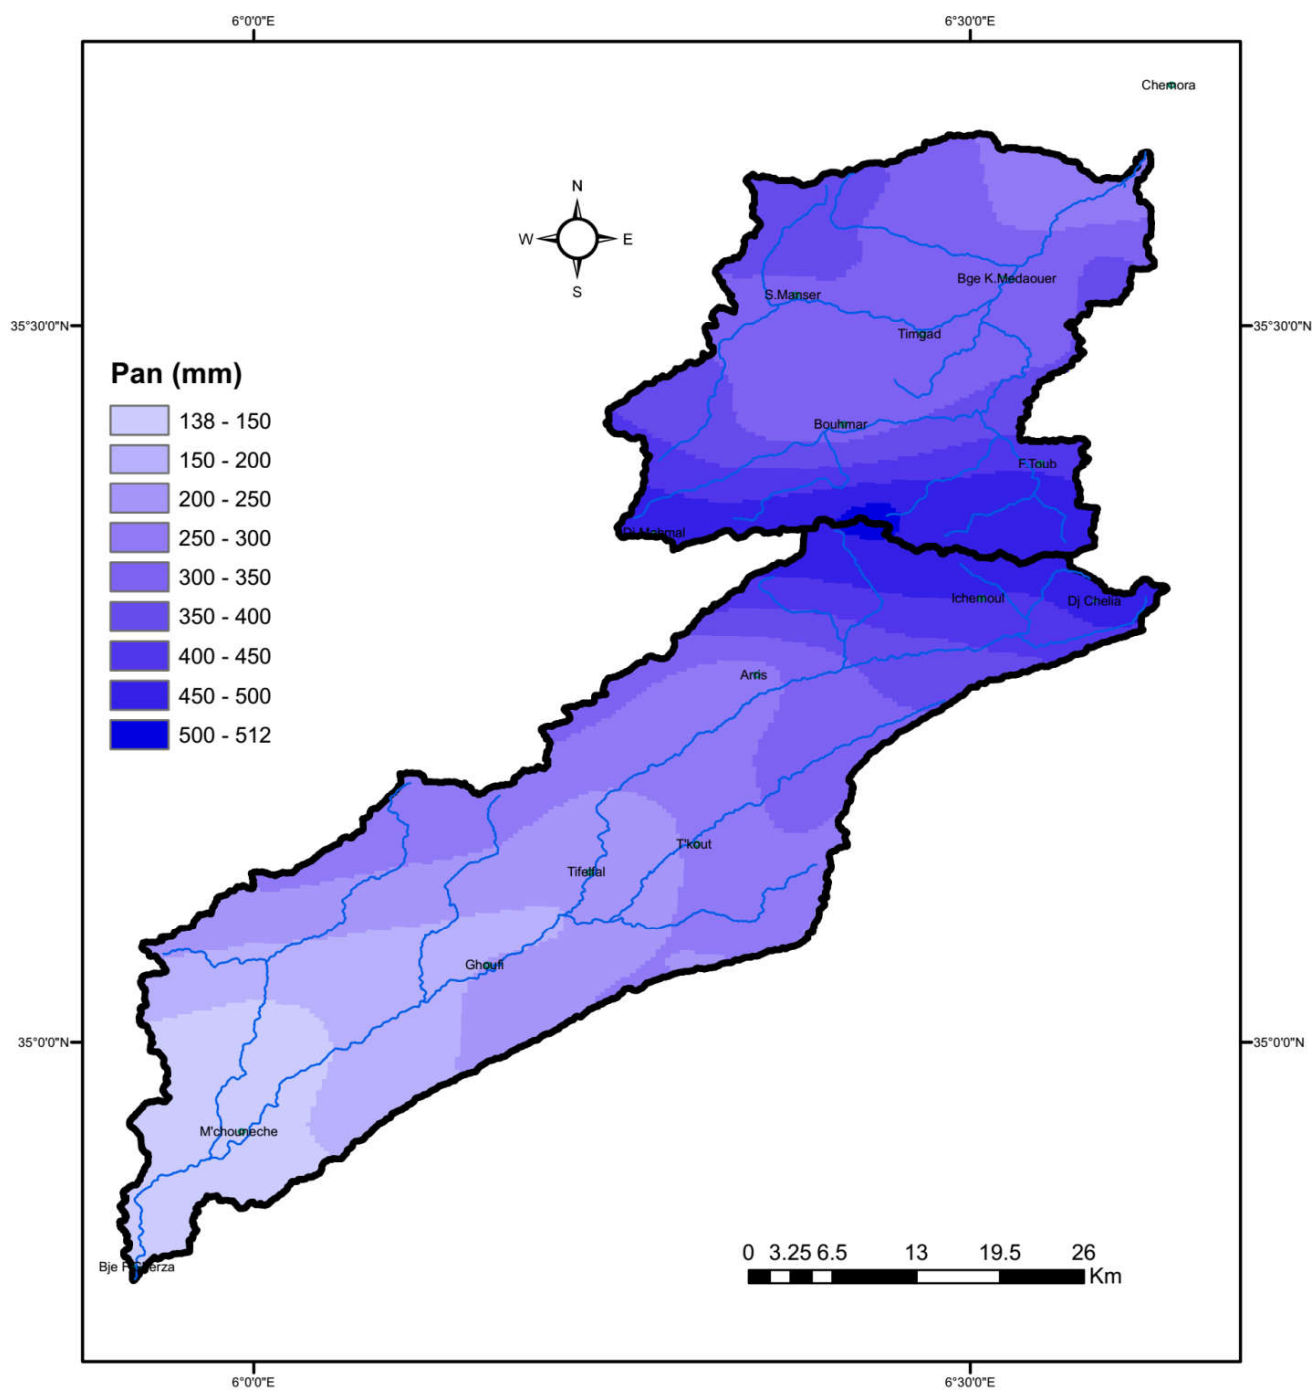 6°0'0"E
6°30'0"E
Chemora
N
W
E
S
Bge K.Medaouer
S.Manser
35°30'0"N
35°30'0"N
Timgad
Pan (mm)
138 - 150
150 - 200
200 - 250
250 - 300
300 - 350
350 - 400
400 - 450
450 - 500
500 - 512
Bouhmar
F.Toub
Dj Mahmal
Ichemoul
Dj Chelia
Arris
T'kout
Tifelfal
Ghoufi
35°0'0"N
35°0'0"N
M'chouneche
Bje
0 3.25 6.5 13 19.5 26
Km
6°0'0"E
6°30'0"E